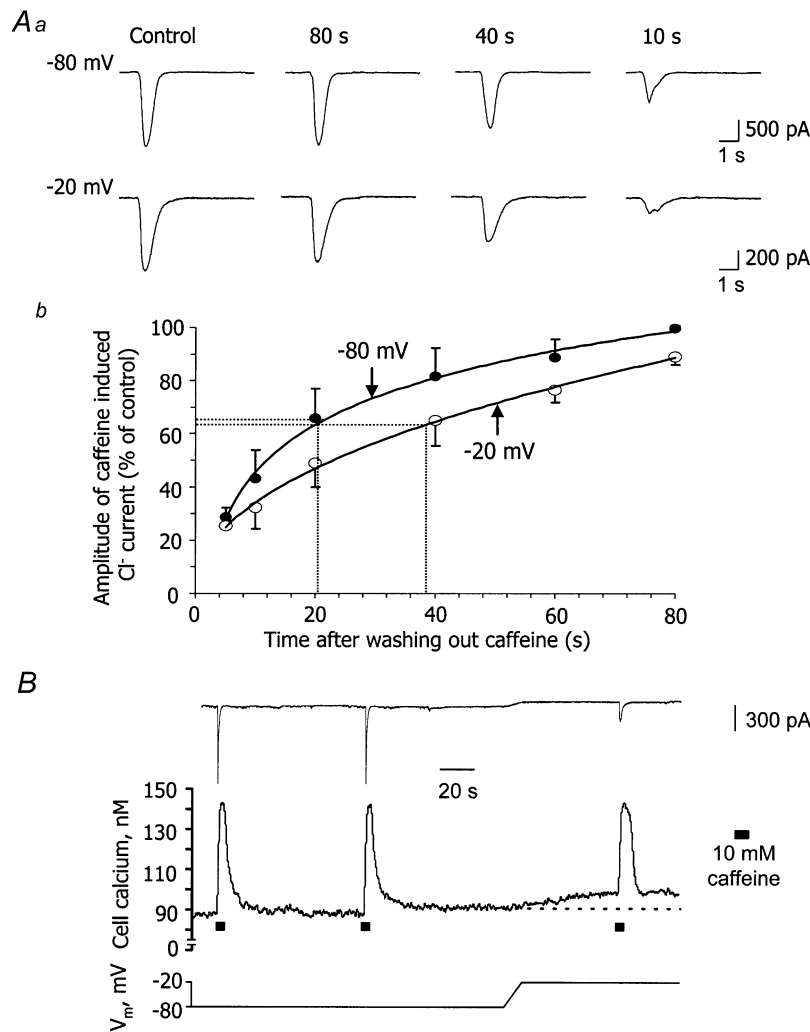 Aa
Control 80 s 40 s 10 s
-80 mV
500 pA
1 s
-20 mV
200 pA
1 s
b
Amplitude of caffeine induced
Cl- current (% of control)
100
80
60
40
20
0
-80 mV
-20 mV
0 20 40 60 80
Time after washing out caffeine (s)
B
300 pA
20 s
Cell calcium, nM
150
130
110
90
0
10 mM
caffeine
Vm, mV
-20
-80